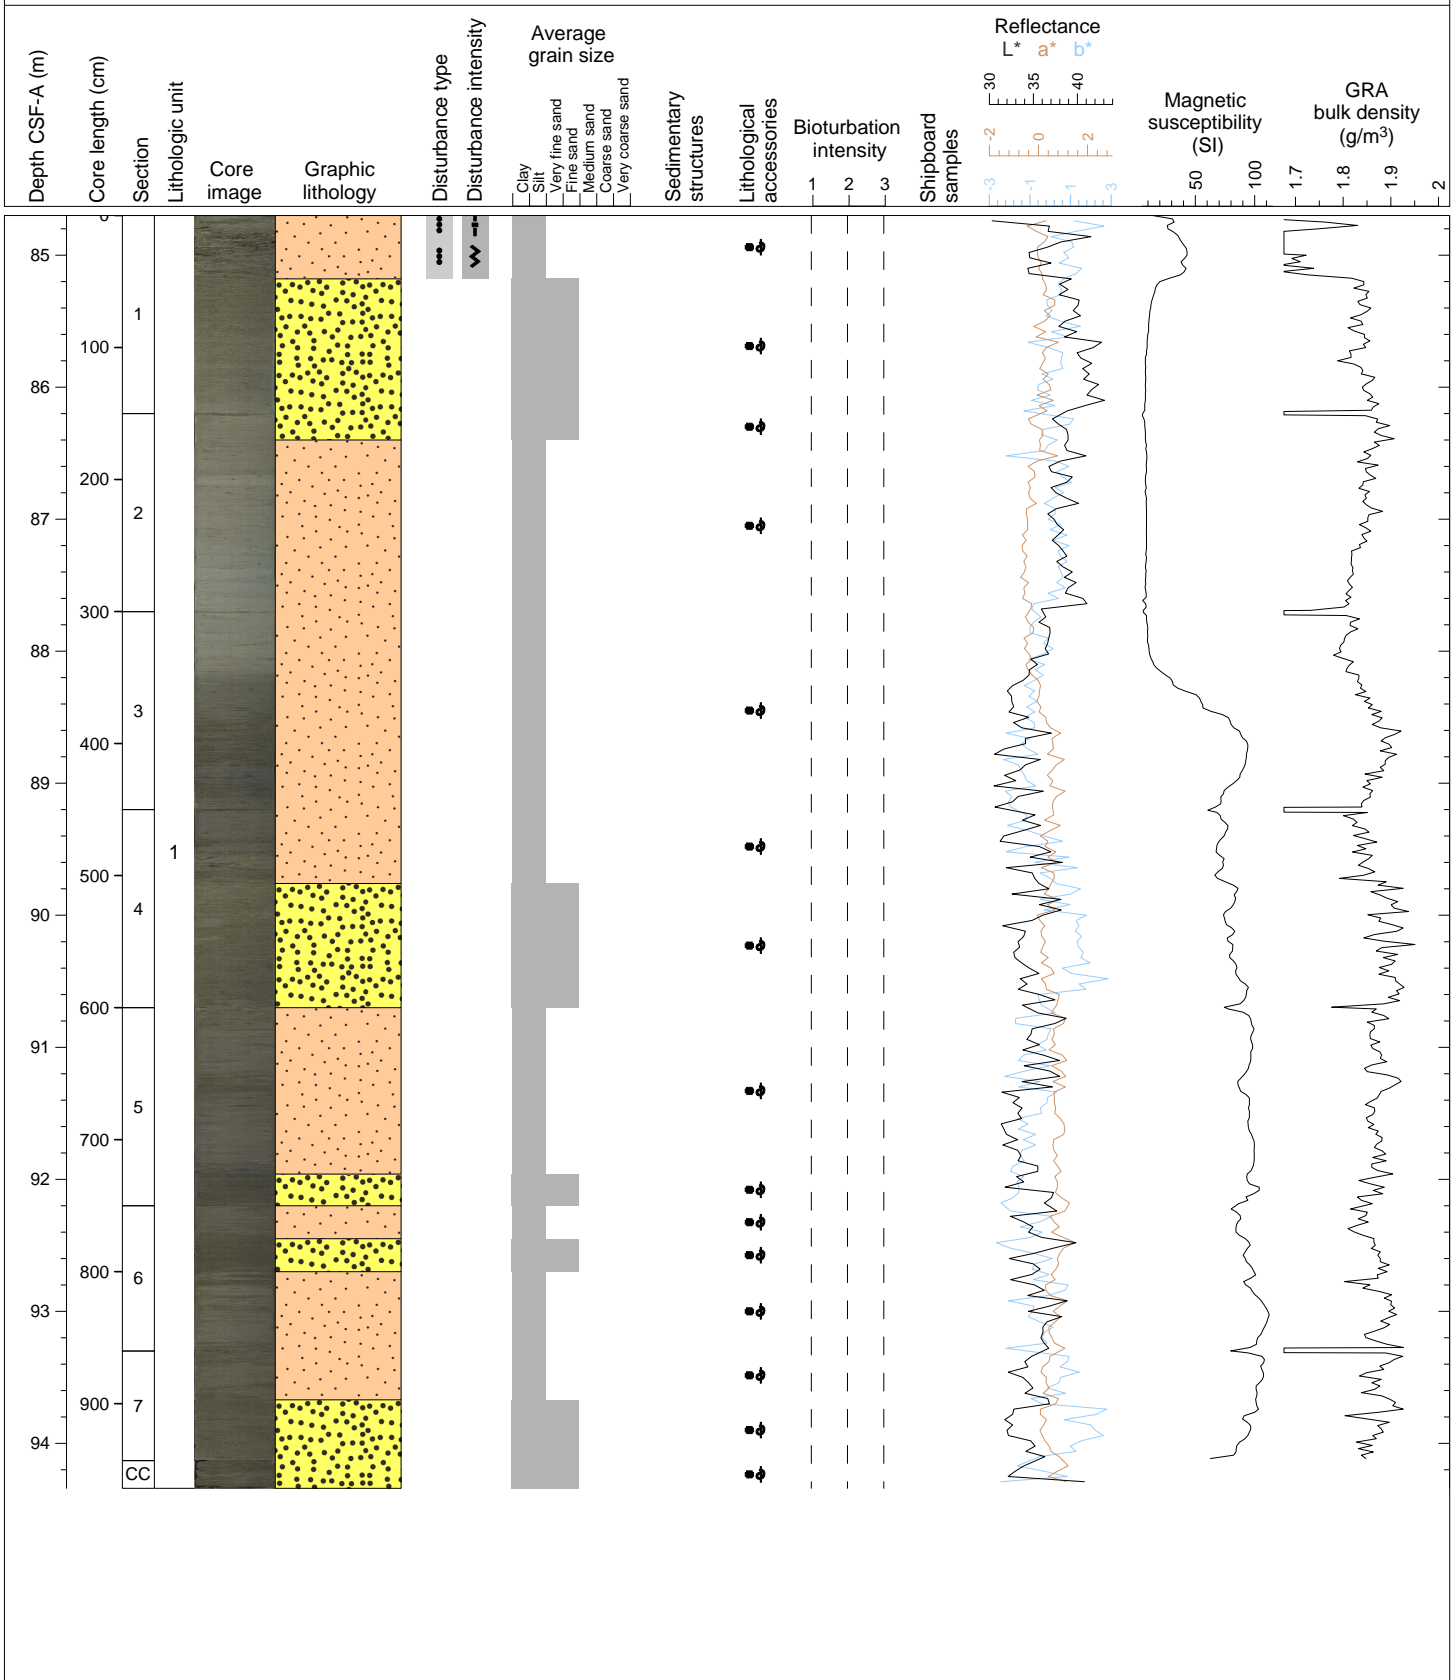 Depth CSF-A (m)
Core length (cm)
Section
Lithologic unit
Core
image
Graphic
lithology
Disturbance type
Disturbance intensity
Average
grain size
Clay
Silt
Very fine sand
Fine sand
Medium sand
Coarse sand
Very coarse sand
Sedimentary
structures
Lithological
accessories
Bioturbation
intensity
1 2 3
Shipboard
samples
Reflectance
L* a* b*
30 35 40
-2 0 2
-3 -1 1 3
Magnetic
susceptibility
(SI)
50 100
GRA
bulk density
(g/m3)
1.7 1.8 1.9 2
0
85
1
100
86
200
87
2
300
88
3
400
89
1
500
90
4
600
91
5
700
92
800
6
93
900
7
94
CC